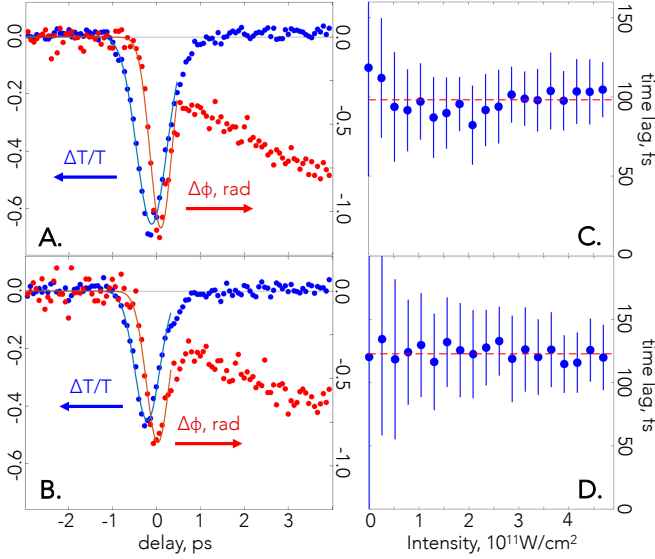 0.0
-0.2
-0.4
-0.6
0.0
-0.5
-1.0
ΔT/T
Δϕ, rad
A.
150
100
50
0
time lag, fs
C.
0.0
-0.2
-0.4
-0.6
0.0
-0.5
-1.0
ΔT/T
Δϕ, rad
B.
150
100
50
0
time lag, fs
D.
-2 -1 0 1 2 3
delay, ps
0 1 2 3 4
Intensity, 10¹¹W/cm²